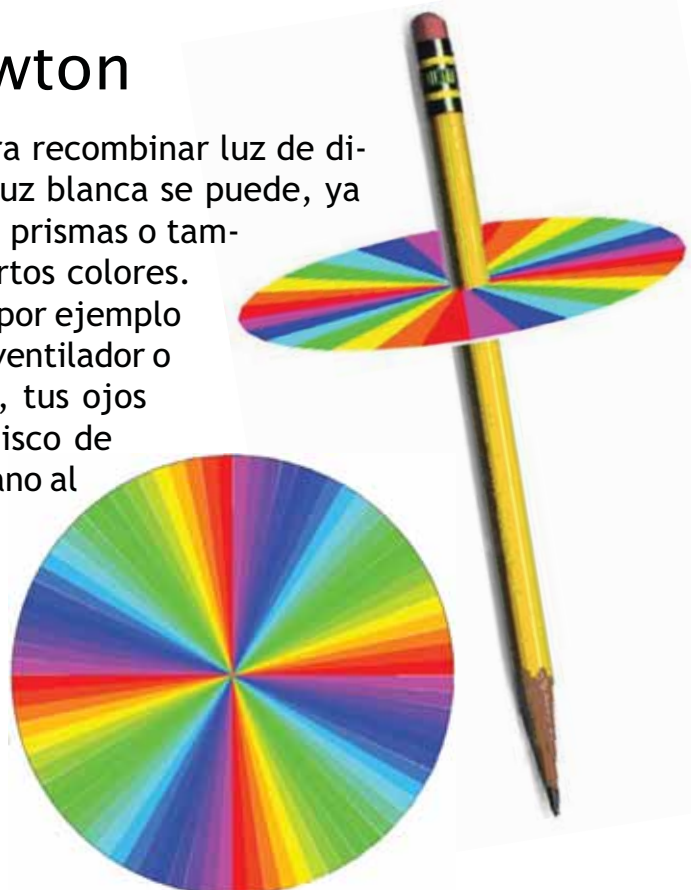 wton
ra recombinar luz de di-
uz blanca se puede, ya
prismas o tam-
rtos colores.
por ejemplo
ventilador o
, tus ojos
isco de
ano al